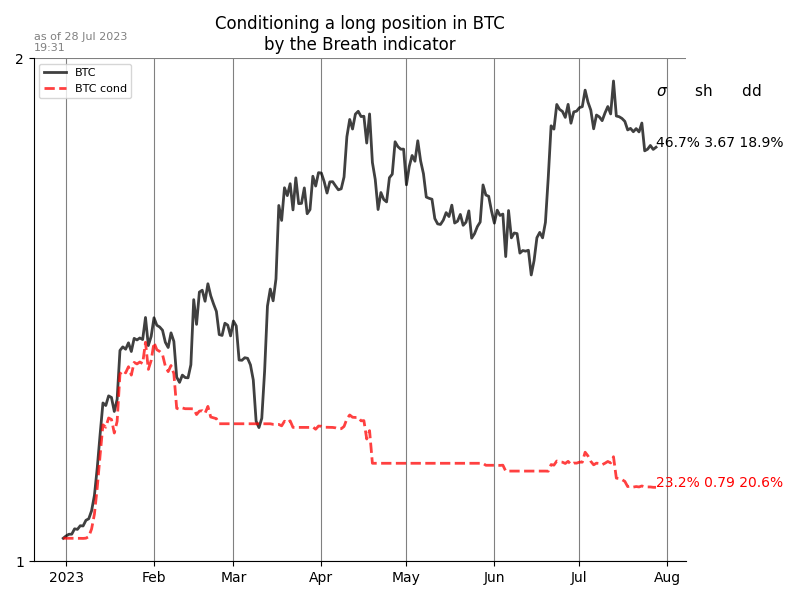 Conditioning a long position in BTC
by the Breath indicator
as of 28 Jul 2023
19:31
2
BTC
BTC cond
σ sh dd
46.7% 3.67 18.9%
23.2% 0.79 20.6%
1
2023 Feb Mar Apr May Jun Jul Aug